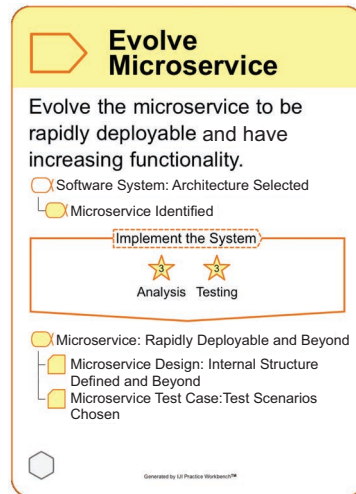 Evolve
Microservice
Evolve the microservice to be
rapidly deployable and have
increasing functionality.
Software System: Architecture Selected
Microservice Identified
Implement the System
3 3
Analysis Testing
Microservice: Rapidly Deployable and Beyond
Microservice Design: Internal Structure
Defined and Beyond
Microservice Test Case:Test Scenarios
Chosen
Generated by IJI Practice Workbench™